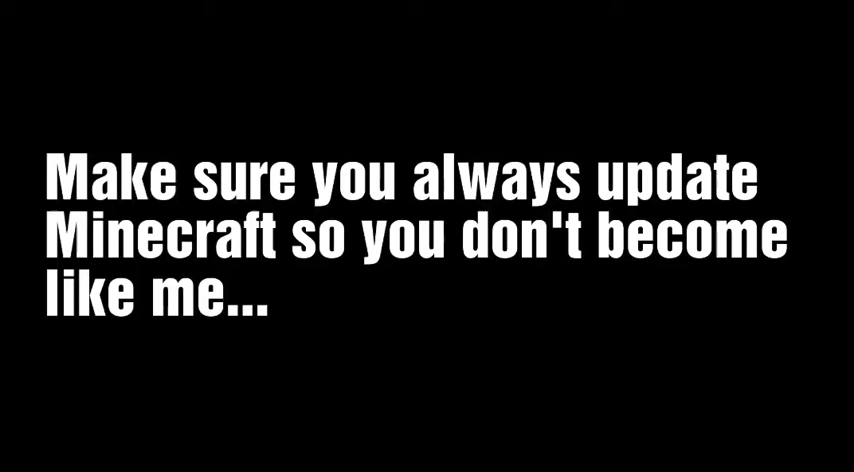 Make sure you always update
Minecraft so you don't become
like me...